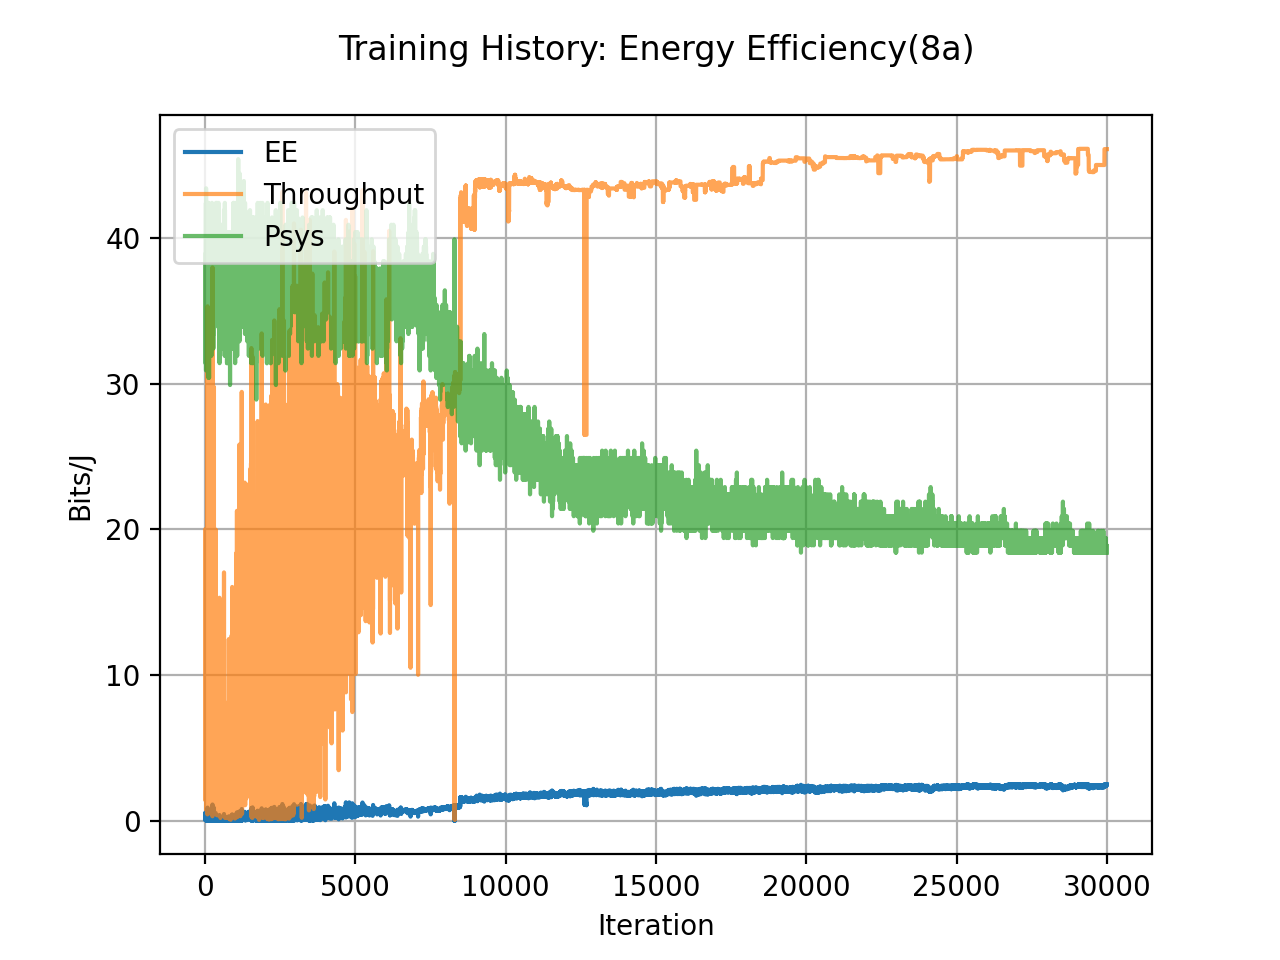 Training History: Energy Efficiency(8a)
EE
Throughput
Psys
40
30
20
10
0
Bits/J
0 5000 10000 15000 20000 25000 30000
Iteration